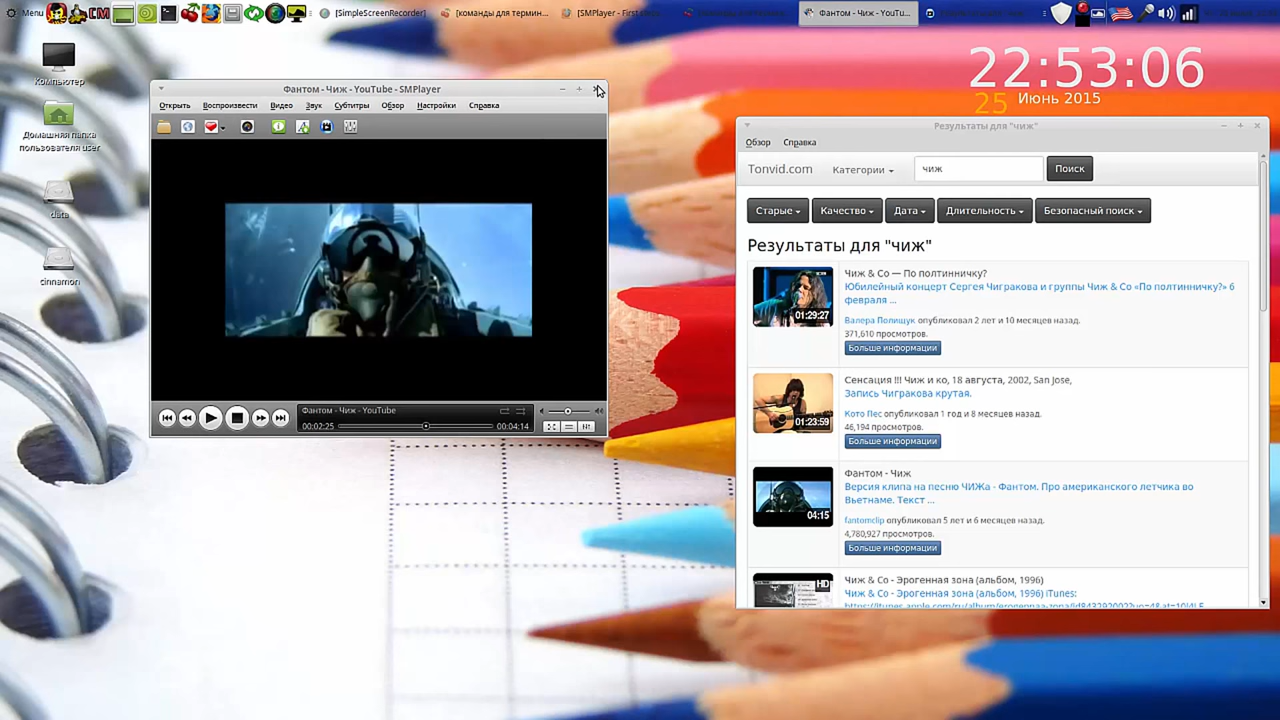 Menu
CM
[SimpleScreenRecorder]
[команды для термин...
[SMPlayer - First
Фантом - Чиж - YouTu...
22:53:06
25
Июнь 2015
Компьютер
Домашняя папка
пользователя user
data
cinnamon
Фантом - Чиж - YouTube - SMPlayer
Открыть Воспроизвести Видео Звук Субтитры Обзор Настройки Справка
Фантом - Чиж - YouTube
00:02:25 00:04:14
Результаты для "чиж"
Обзор Справка
Tonvid.com Категории чиж Поиск
Старые Качество Дата Длительность Безопасный поиск
Результаты для "чиж"
01:29:27
Чиж & Co — По полтинничку?
Юбилейный концерт Сергея Чигракова и группы Чиж & Co «По полтинничку?» 6
февраля ...
Валера Полищук опубликовал 2 лет и 10 месяцев назад.
371,610 просмотров.
Больше информации
01:23:59
Сенсация !!! Чиж и ко, 18 августа, 2002, San Jose,
Запись Чигракова крутая.
Кото Пес опубликовал 1 год и 8 месяцев назад.
46,194 просмотров.
Больше информации
04:15
Фантом - Чиж
Версия клипа на песню ЧИЖа - Фантом. Про американского летчика во
Вьетнаме. Текст ...
fantomclip опубликовал 5 лет и 6 месяцев назад.
4,780,927 просмотров.
Больше информации
HD
Чиж & Co - Эрогенная зона (альбом, 1996)
Чиж & Co - Эрогенная зона (альбом, 1996) iTunes: